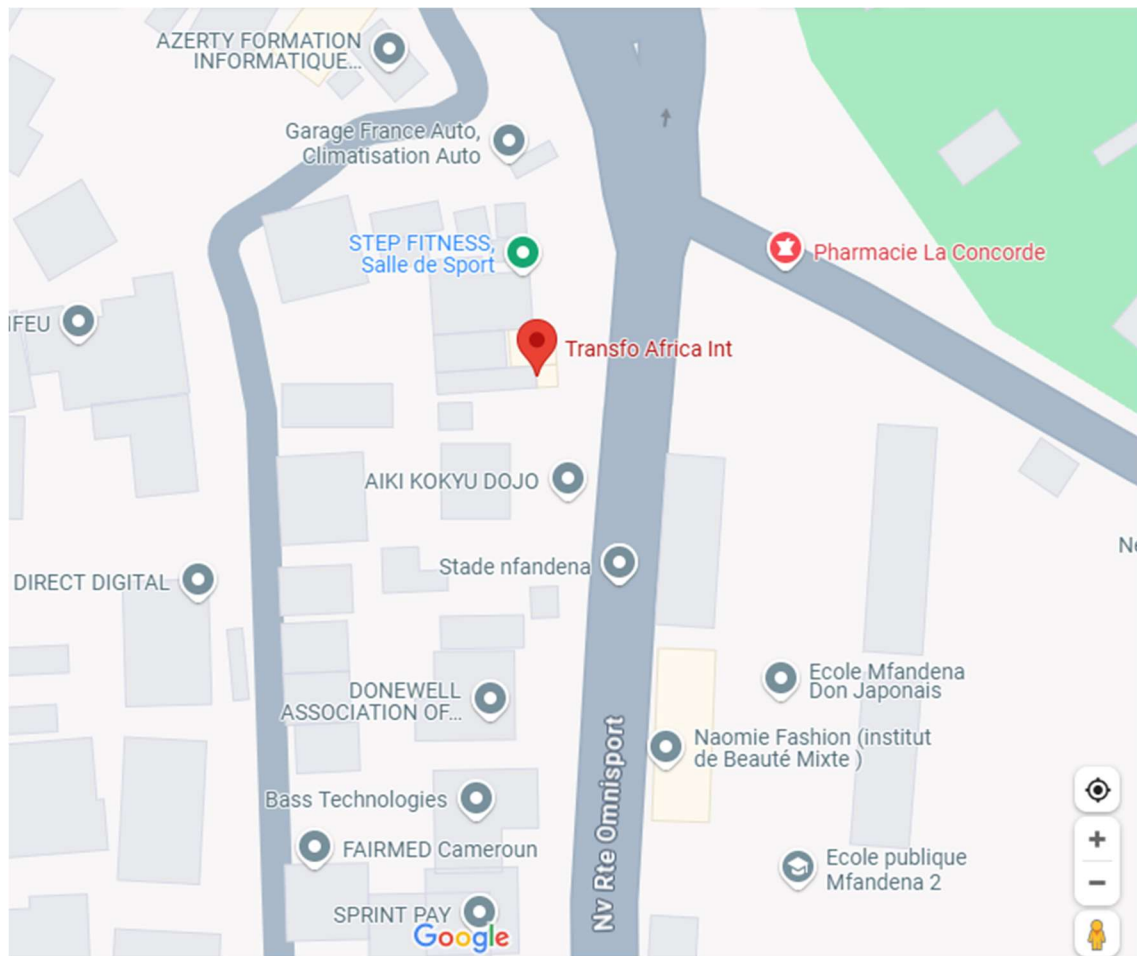 AZERTY FORMATION
INFORMATIQUE...
Garage France Auto,
Climatisation Auto
STEP FITNESS,
Salle de Sport
Pharmacie La Concorde
IFEU
Transfo Africa Int
AIKI KOKYU DOJO
Ne
Stade nfandena
DIRECT DIGITAL
Ecole Mfandena
Don Japonais
DONEWELL
ASSOCIATION OF...
Naomie Fashion (institut
de Beauté Mixte )
Nv Rte Omnisport
Bass Technologies
FAIRMED Cameroun
Ecole publique
Mfandena 2
SPRINT PAY
Google